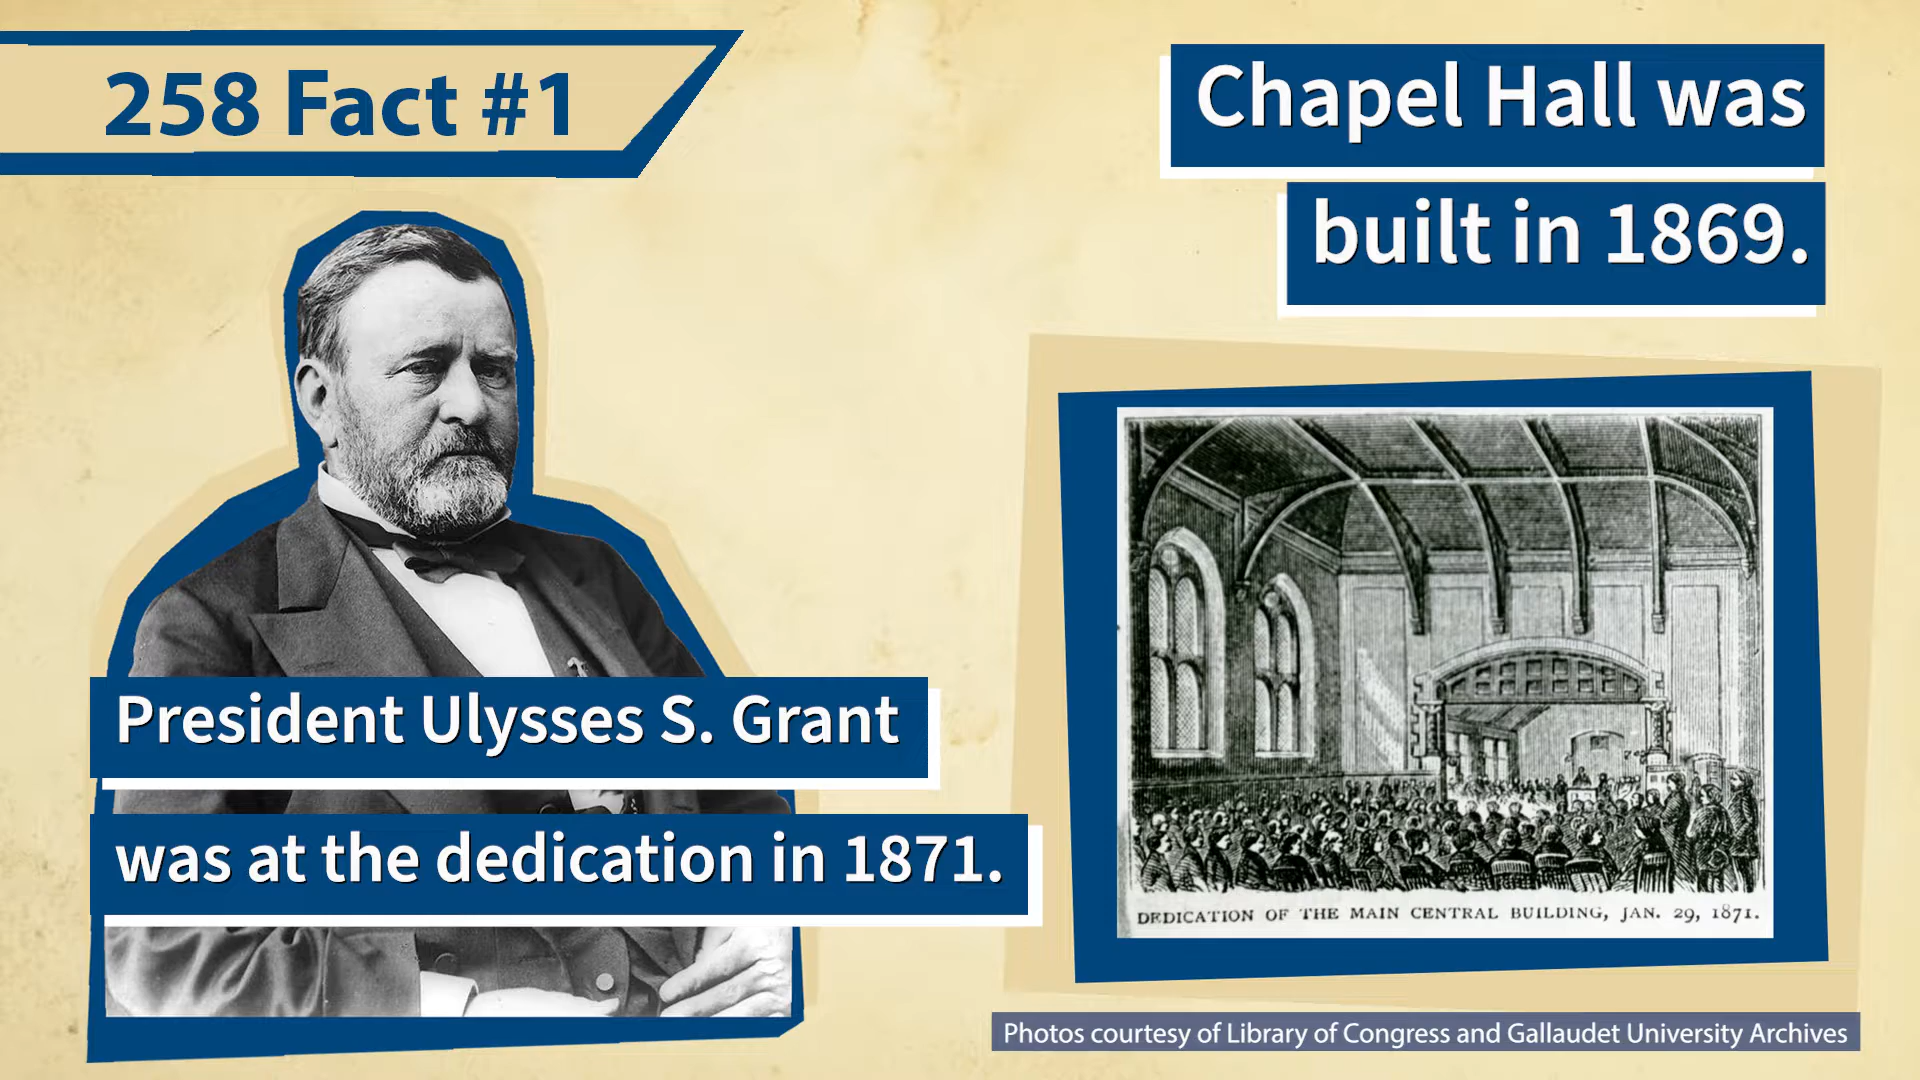 258 Fact #1
Chapel Hall was
built in 1869.
President Ulysses S. Grant
was at the dedication in 1871.
DEDICATION OF THE MAIN CENTRAL BUILDING, JAN. 29, 1871.
Photos courtesy of Library of Congress and Gallaudet University Archives